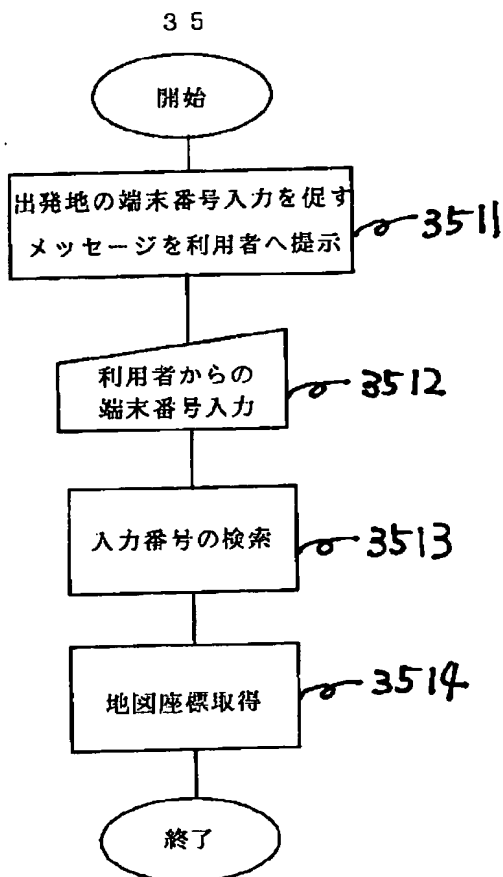 35
開始
出発地の端末番号入力を促す
メッセージを利用者へ提示
3511
利用者からの
端末番号入力
3512
入力番号の検索
3513
地図座標取得
3514
終了